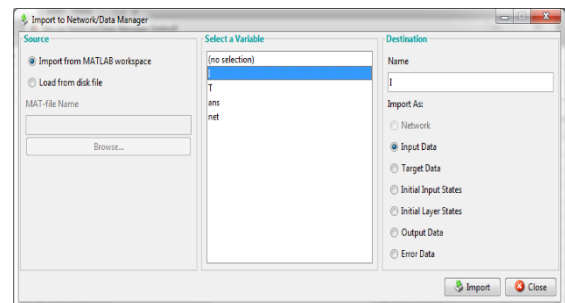 Import to Network/Data Manager
Source
Import from MATLAB workspace
Load from disk file
MAT-file Name
Browse...
Select a Variable
(no selection)
I
T
ans
net
Destination
Name
I
Import As:
Network
Input Data
Target Data
Initial Input States
Initial Layer States
Output Data
Error Data
Import
Close